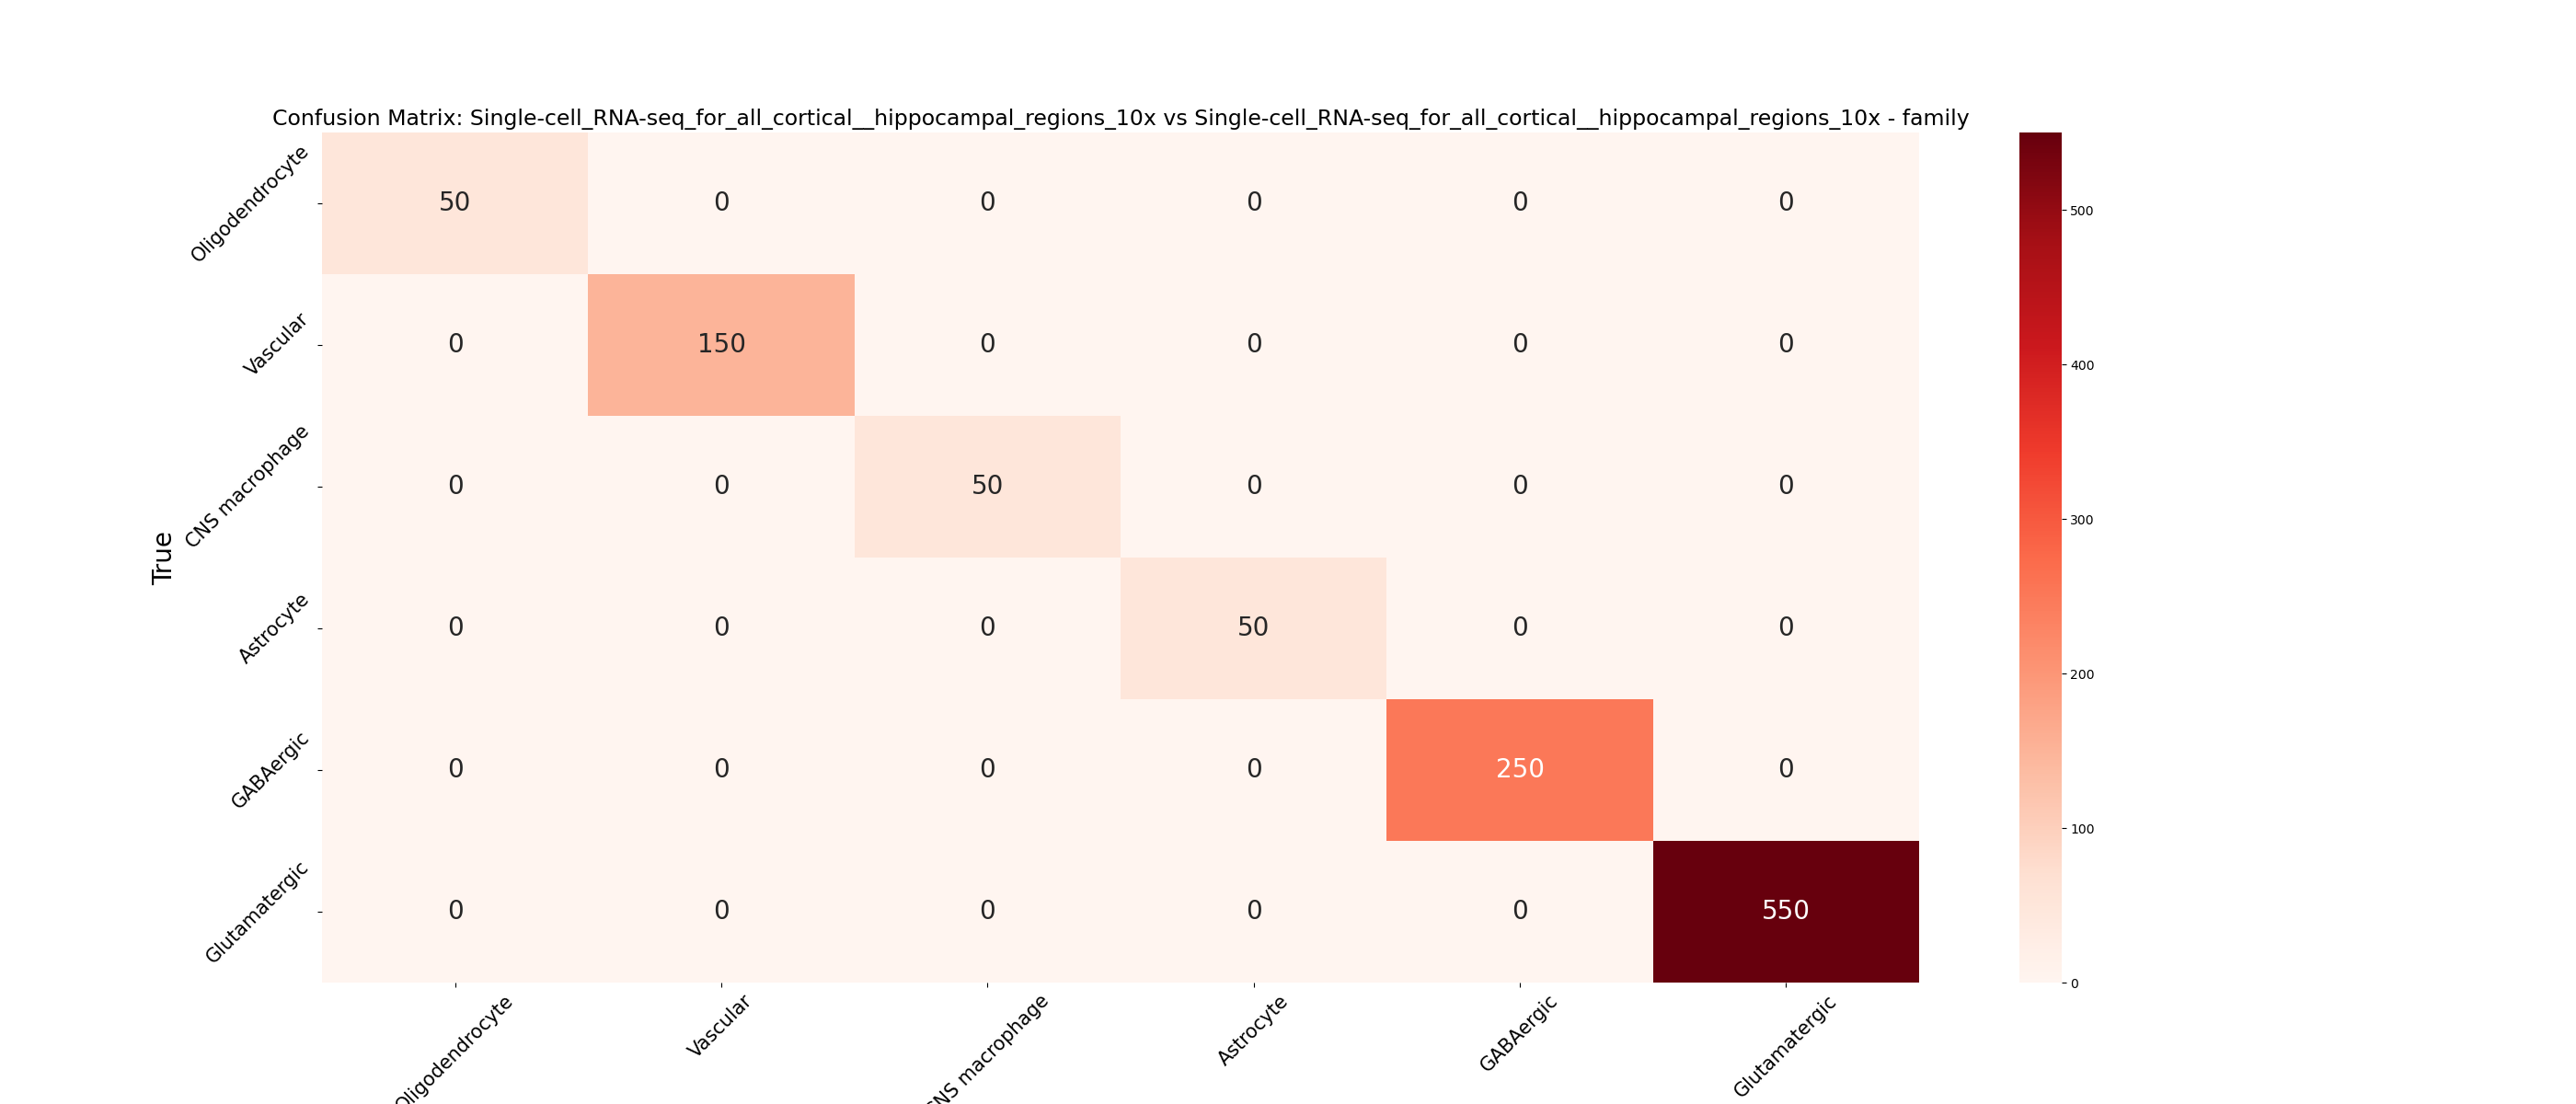 Confusion Matrix: Single-cell_RNA-seq_for_all_cortical__hippocampal_regions_10x vs Single-cell_RNA-seq_for_all_cortical__hippocampal_regions_10x - family
Oligodendrocyte 50 0 0 0 0 0
Vascular 0 150 0 0 0 0
CNS macrophage 0 0 50 0 0 0
Astrocyte 0 0 0 50 0 0
GABAergic 0 0 0 0 250 0
Glutamatergic 0 0 0 0 0 550
True
Oligodendrocyte Vascular CNS macrophage Astrocyte GABAergic Glutamatergic
500
400
300
200
100
0